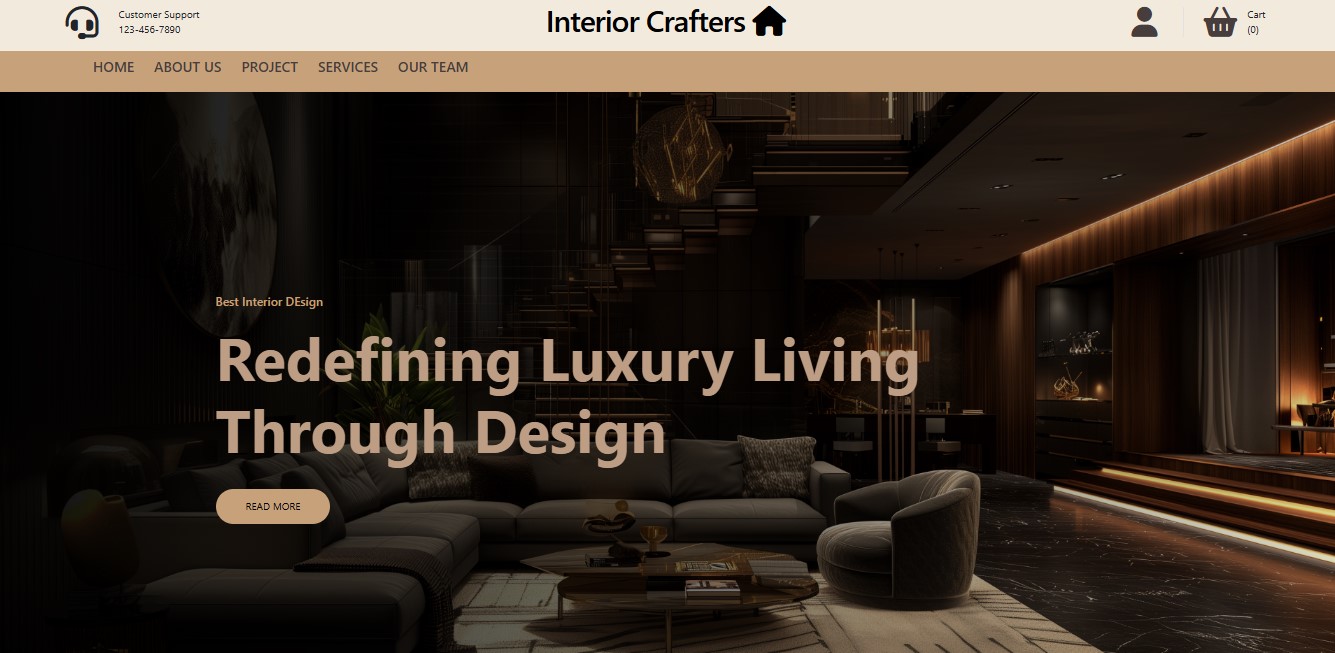 Customer Support
123-456-7890
Interior Crafters
Cart
(0)
HOME ABOUT US PROJECT SERVICES OUR TEAM
Best Interior DEsign
Redefining Luxury Living
Through Design
READ MORE